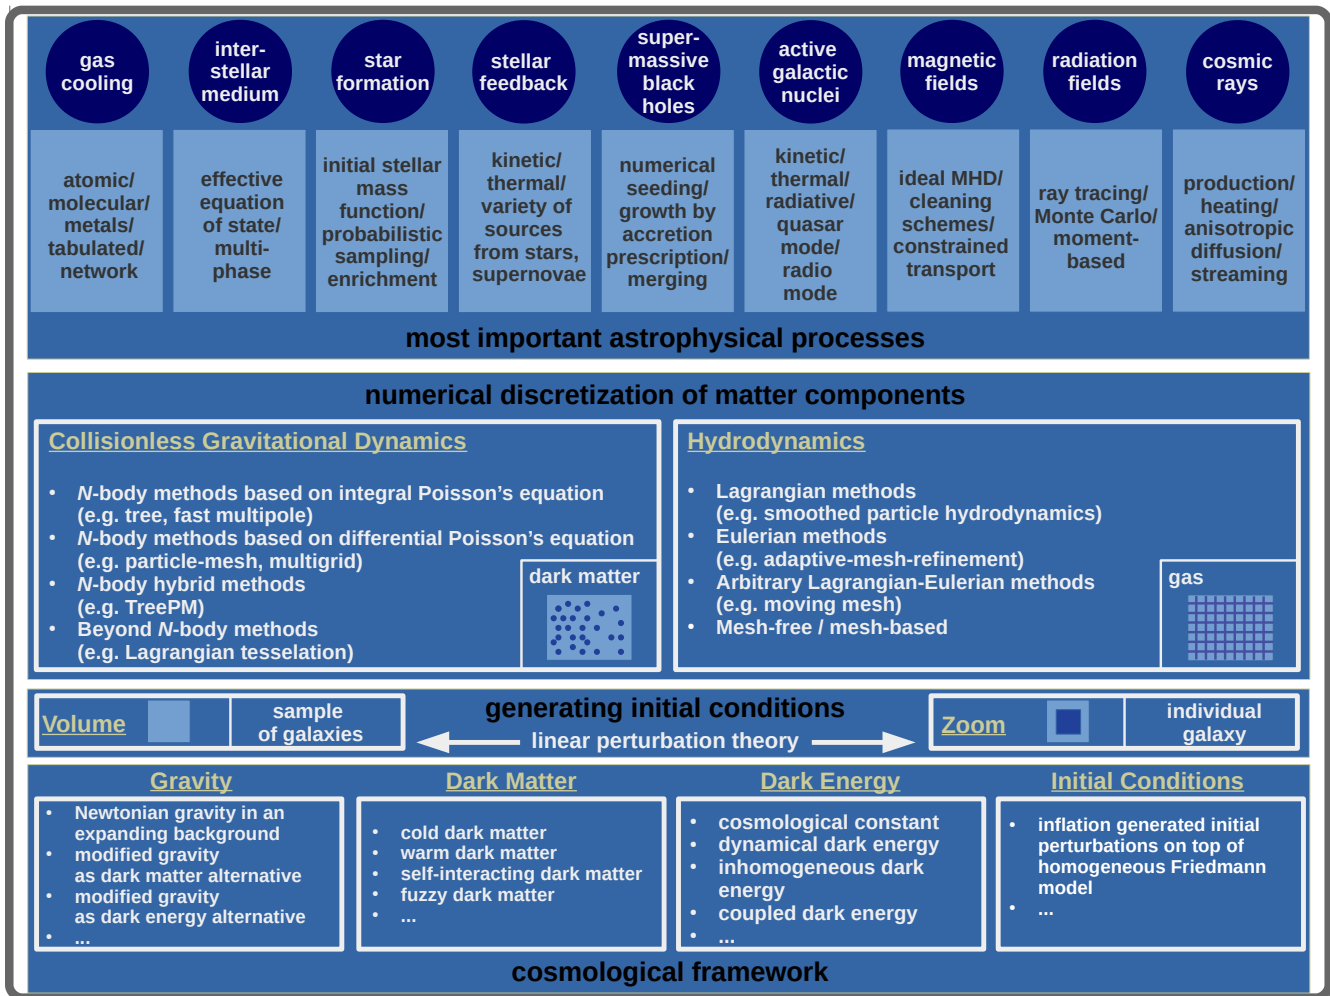 gas
cooling
inter-
stellar
medium
star
formation
stellar
feedback
super-
massive
black
holes
active
galactic
nuclei
magnetic
fields
radiation
fields
cosmic
rays
atomic/
molecular/
metals/
tabulated/
network
effective
equation
of state/
multi-
phase
initial stellar
mass
function/
probabilistic
sampling/
enrichment
kinetic/
thermal/
variety of
sources
from stars,
supernovae
numerical
seeding/
growth by
accretion
prescription/
merging
kinetic/
thermal/
radiative/
quasar
mode/
radio
mode
ideal MHD/
cleaning
schemes/
constrained
transport
ray tracing/
Monte Carlo/
moment-
based
production/
heating/
anisotropic
diffusion/
streaming
most important astrophysical processes
numerical discretization of matter components
Collisionless Gravitational Dynamics
• N-body methods based on integral Poisson’s equation
(e.g. tree, fast multipole)
• N-body methods based on differential Poisson’s equation
(e.g. particle-mesh, multigrid)
• N-body hybrid methods
(e.g. TreePM)
• Beyond N-body methods
(e.g. Lagrangian tesselation)
dark matter
Hydrodynamics
• Lagrangian methods
(e.g. smoothed particle hydrodynamics)
• Eulerian methods
(e.g. adaptive-mesh-refinement)
• Arbitrary Lagrangian-Eulerian methods
(e.g. moving mesh)
• Mesh-free / mesh-based
gas
Volume
sample
of galaxies
generating initial conditions
linear perturbation theory
Zoom
individual
galaxy
Gravity
• Newtonian gravity in an
expanding background
• modified gravity
as dark matter alternative
• modified gravity
as dark energy alternative
• ...
Dark Matter
• cold dark matter
• warm dark matter
• self-interacting dark matter
• fuzzy dark matter
• ...
Dark Energy
• cosmological constant
• dynamical dark energy
• inhomogeneous dark
energy
• coupled dark energy
• ...
Initial Conditions
• inflation generated initial
perturbations on top of
homogeneous Friedmann
model
• ...
cosmological framework